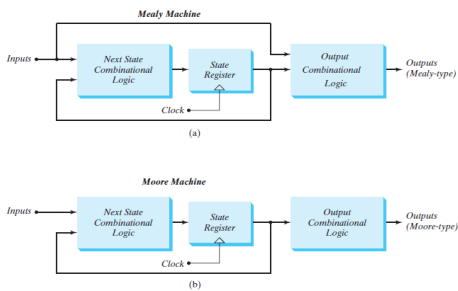 Mealy Machine
Inputs
Next State
Combinational
Logic
State
Register
Output
Combinational
Logic
Outputs
(Mealy-type)
Clock
(a)
Moore Machine
Inputs
Next State
Combinational
Logic
State
Register
Output
Combinational
Logic
Outputs
(Moore-type)
Clock
(b)